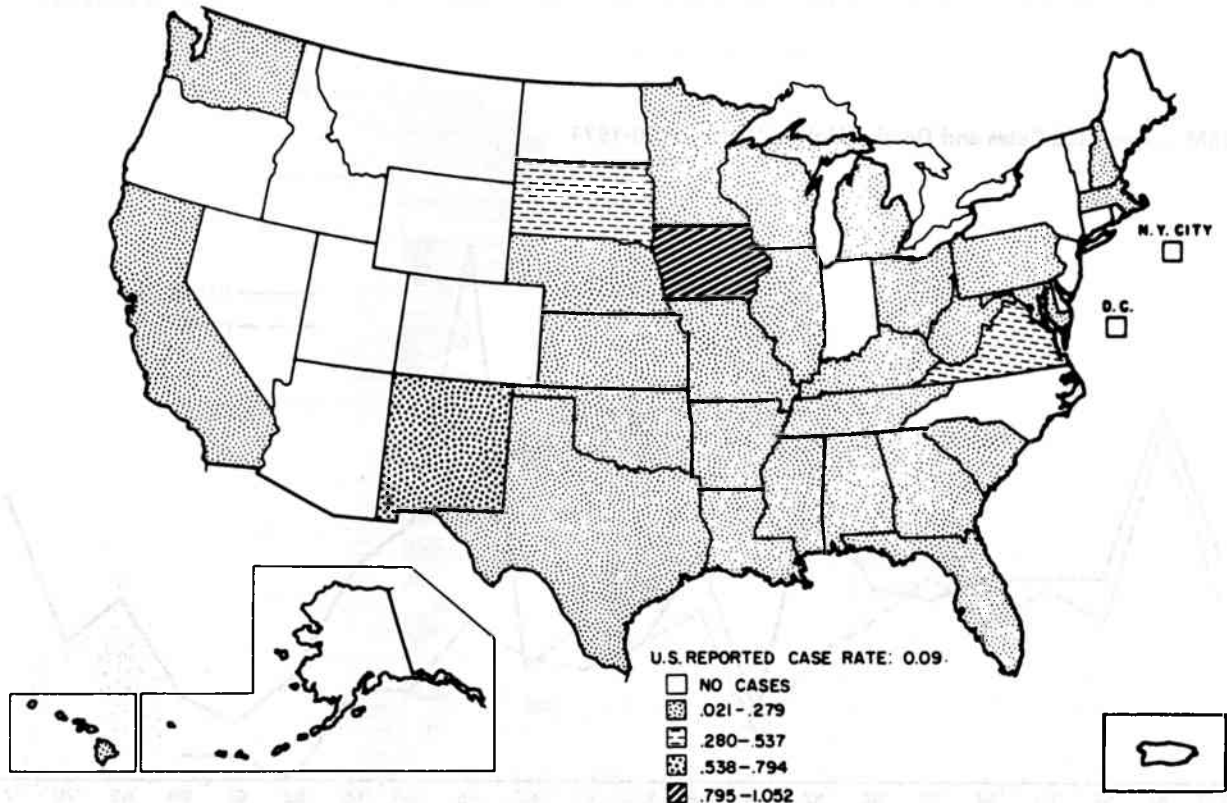 N.Y. CITY
D.C.
U.S. REPORTED CASE RATE: 0.09
NO CASES
.021-.279
.280-.537
.538-.794
.795-1.052